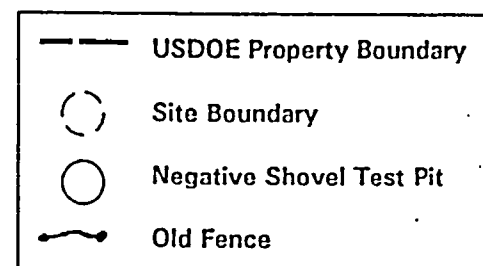 USDOE Property Boundary
Site Boundary
Negative Shovel Test Pit
Old Fence